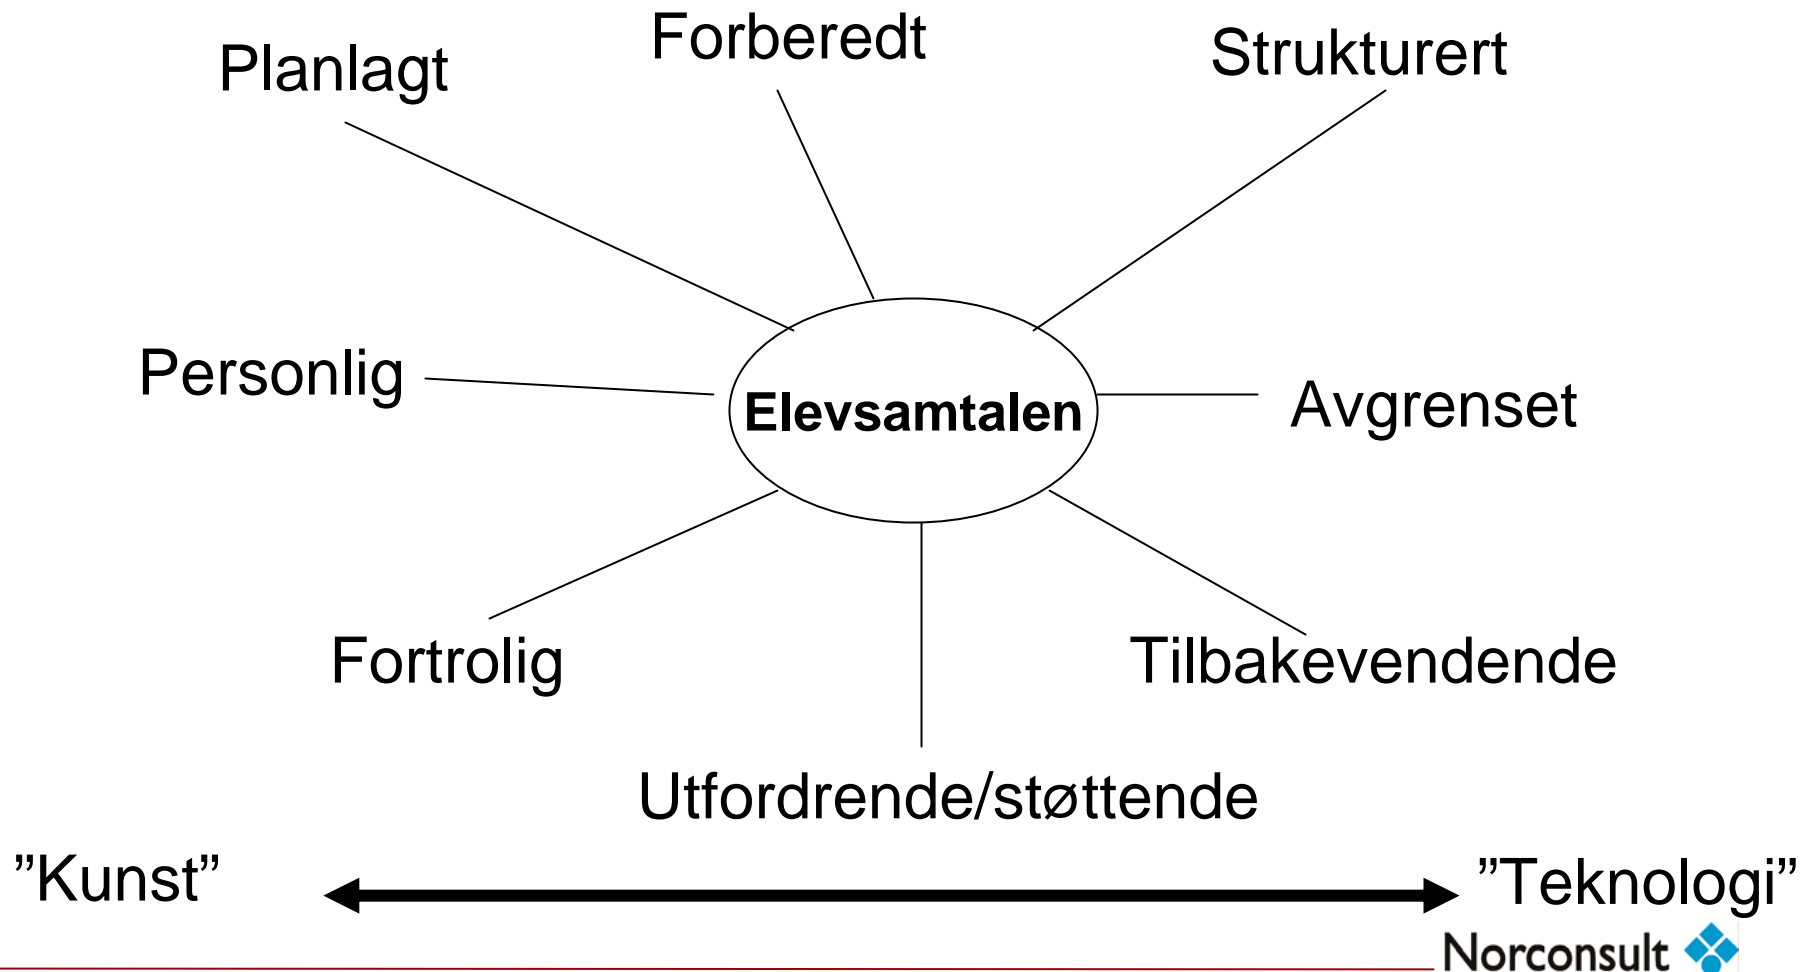 Planlagt
Forberedt
Strukturert
Personlig
Elevsamtalen
Avgrenset
Fortrolig
Tilbakevendende
Utfordrende/støttende
”Kunst”
”Teknologi”
Norconsult